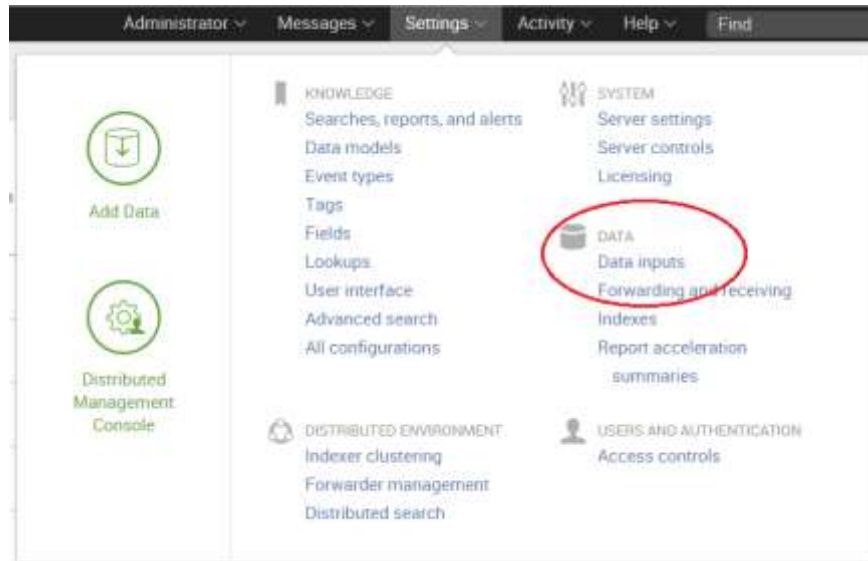 Administrator Messages Settings Activity Help Find
Add Data
Distributed
Management
Console
KNOWLEDGE
Searches, reports, and alerts
Data models
Event types
Tags
Fields
Lookups
User interface
Advanced search
All configurations
SYSTEM
Server settings
Server controls
Licensing
DATA
Data inputs
Forwarding and receiving
Indexes
Report acceleration
summaries
DISTRIBUTED ENVIRONMENT
Indexer clustering
Forwarder management
Distributed search
USERS AND AUTHENTICATION
Access controls